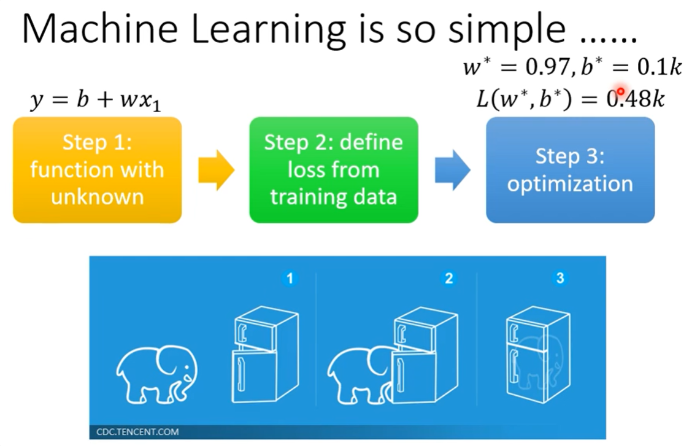 Machine Learning is so simple ......
w* = 0.97, b* = 0.1k
y = b + wx₁
L(w*, b*) = 0.48k
Step 1:
function with
unknown
Step 2: define
loss from
training data
Step 3:
optimization
1
2
3
CDC.TENCENT.COM